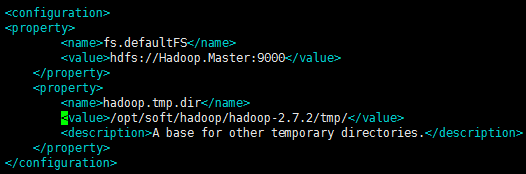 <configuration>
<property>
<name>fs.defaultFS</name>
<value>hdfs://Hadoop.Master:9000</value>
</property>
<property>
<name>hadoop.tmp.dir</name>
<value>/opt/soft/hadoop/hadoop-2.7.2/tmp/</value>
<description>A base for other temporary directories.</description>
</property>
</configuration>